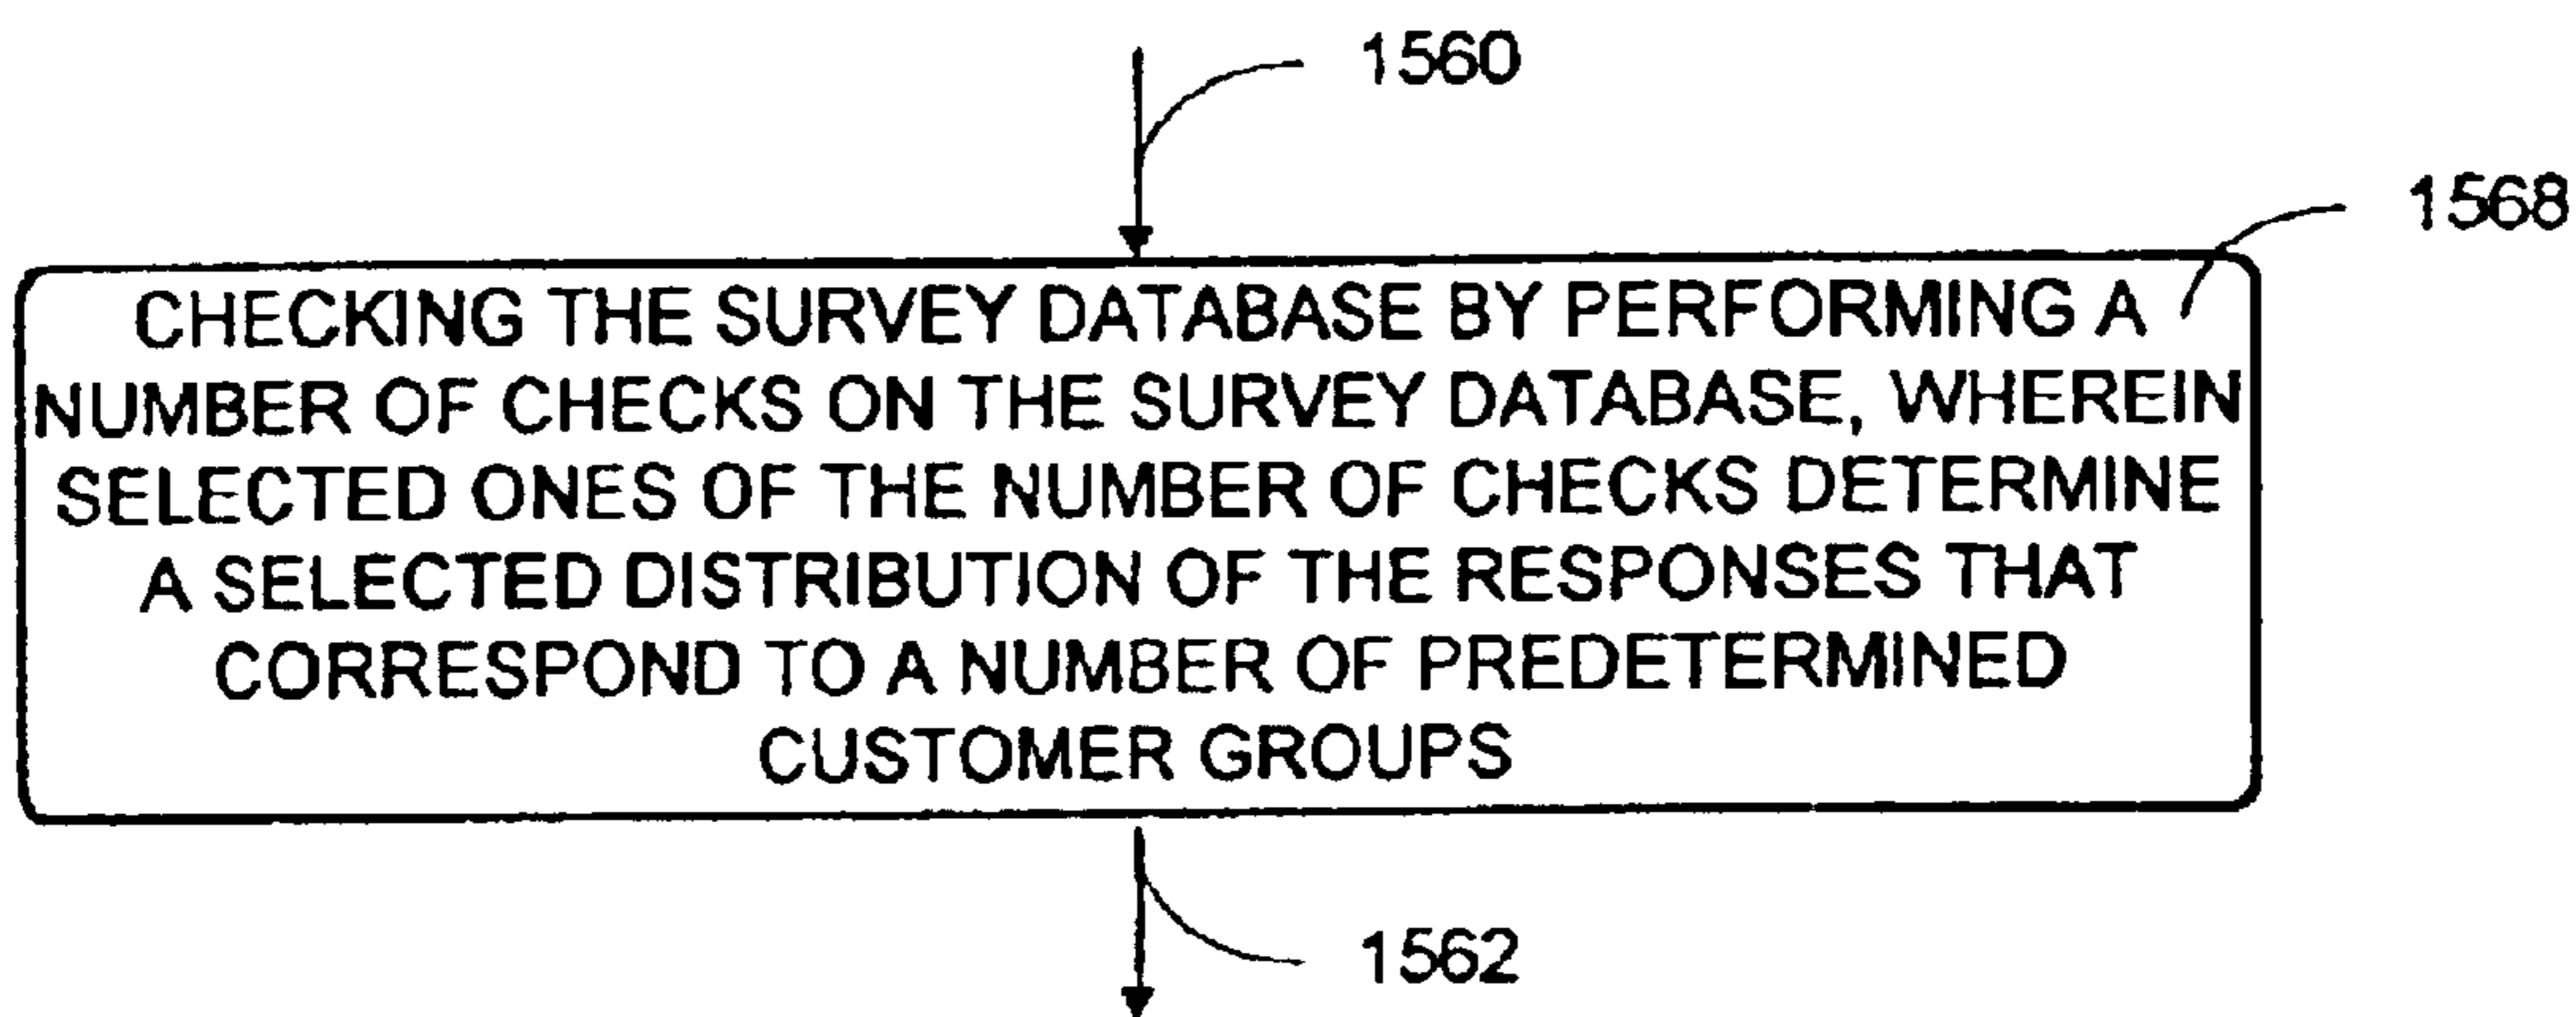 1560
1568
CHECKING THE SURVEY DATABASE BY PERFORMING A
NUMBER OF CHECKS ON THE SURVEY DATABASE, WHEREIN
SELECTED ONES OF THE NUMBER OF CHECKS DETERMINE
A SELECTED DISTRIBUTION OF THE RESPONSES THAT
CORRESPOND TO A NUMBER OF PREDETERMINED
CUSTOMER GROUPS
1562